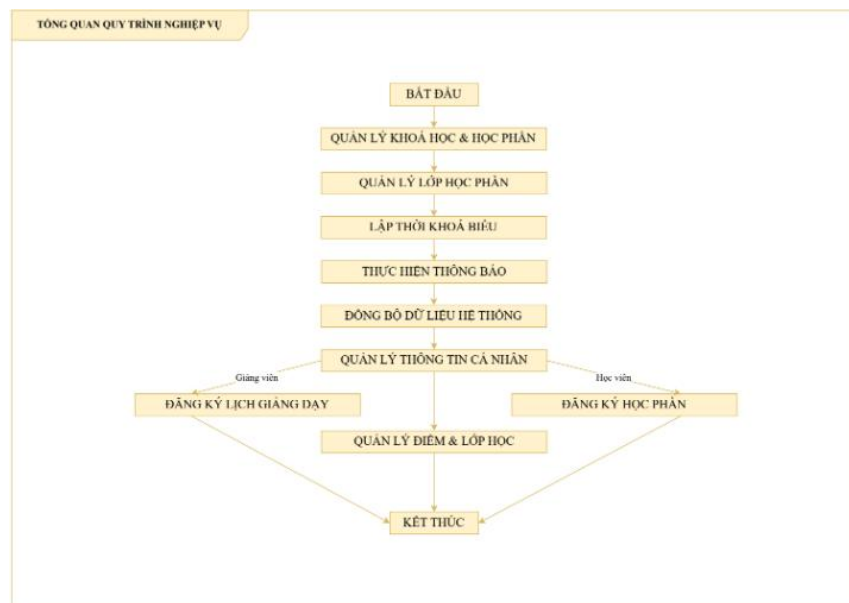 TỔNG QUAN QUY TRÌNH NGHIỆP VỤ
BẮT ĐẦU
QUẢN LÝ KHOÁ HỌC & HỌC PHẦN
QUẢN LÝ LỚP HỌC PHẦN
LẬP THỜI KHOÁ BIỂU
THỰC HIỆN THÔNG BÁO
ĐỒNG BỘ DỮ LIỆU HỆ THỐNG
QUẢN LÝ THÔNG TIN CÁ NHÂN
Giảng viên
Học viên
ĐĂNG KÝ LỊCH GIẢNG DẠY
ĐĂNG KÝ HỌC PHẦN
QUẢN LÝ ĐIỂM & LỚP HỌC
KẾT THÚC